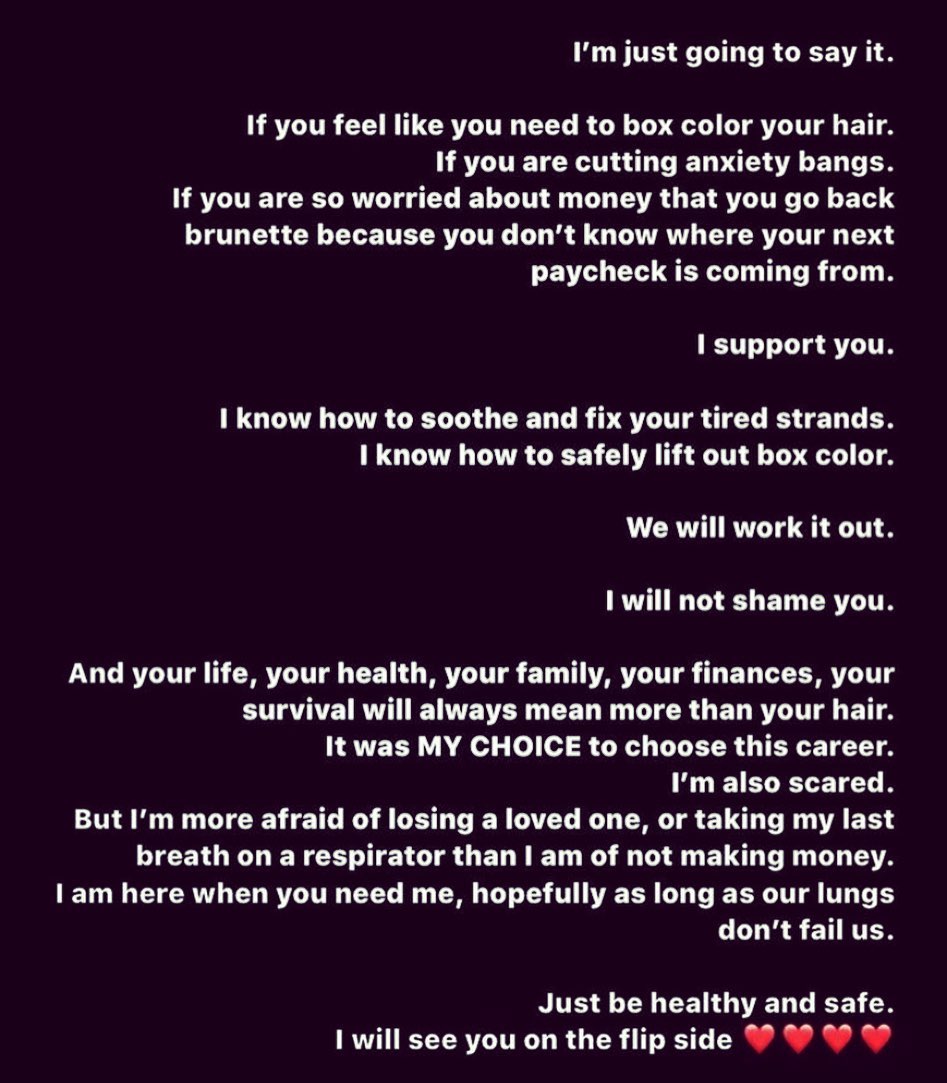 I’m just going to say it.
If you feel like you need to box color your hair.
If you are cutting anxiety bangs.
If you are so worried about money that you go back
brunette because you don’t know where your next
paycheck is coming from.
I support you.
I know how to soothe and fix your tired strands.
I know how to safely lift out box color.
We will work it out.
I will not shame you.
And your life, your health, your family, your finances, your
survival will always mean more than your hair.
It was MY CHOICE to choose this career.
I’m also scared.
But I’m more afraid of losing a loved one, or taking my last
breath on a respirator than I am of not making money.
I am here when you need me, hopefully as long as our lungs
don’t fail us.
Just be healthy and safe.
I will see you on the flip side ❤️❤️❤️❤️